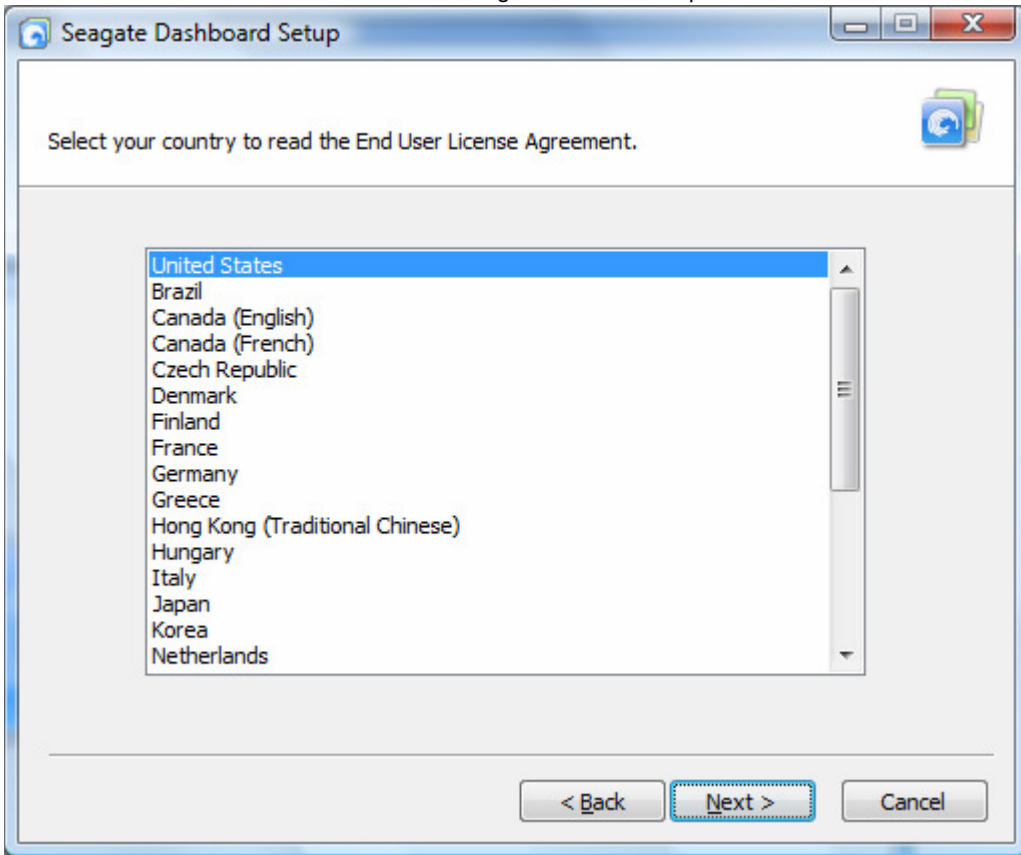 Seagate Dashboard Setup
Select your country to read the End User License Agreement.
United States
Brazil
Canada (English)
Canada (French)
Czech Republic
Denmark
Finland
France
Germany
Greece
Hong Kong (Traditional Chinese)
Hungary
Italy
Japan
Korea
Netherlands
< Back
Next >
Cancel